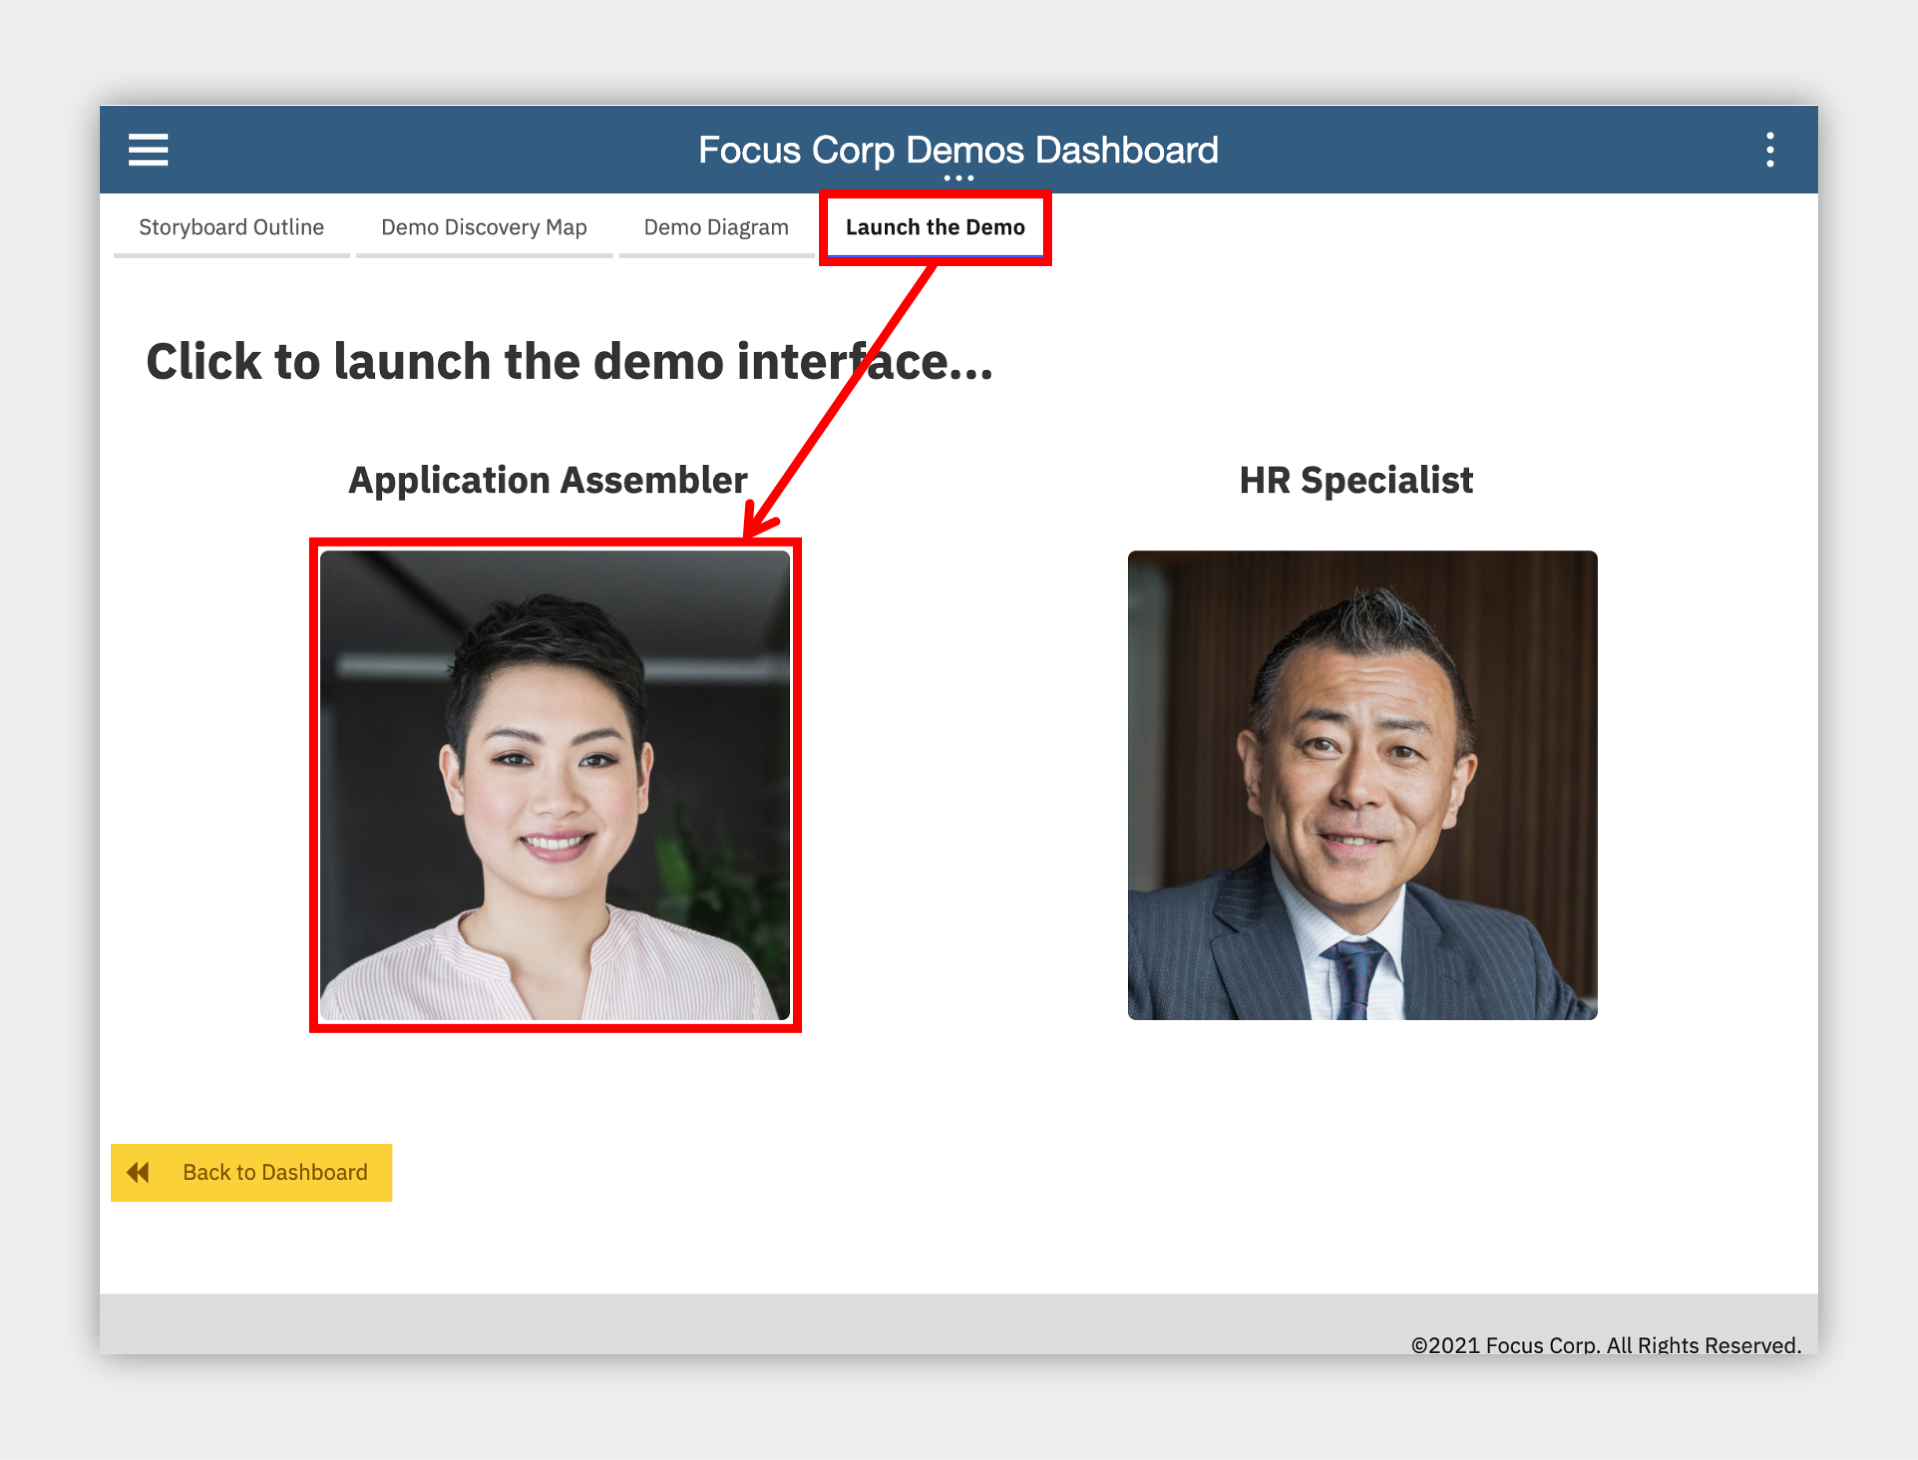 Focus Corp Demos Dashboard
Storyboard Outline
Demo Discovery Map
Demo Diagram
Launch the Demo
Click to launch the demo interface...
Application Assembler
HR Specialist
Back to Dashboard
©2021 Focus Corp. All Rights Reserved.